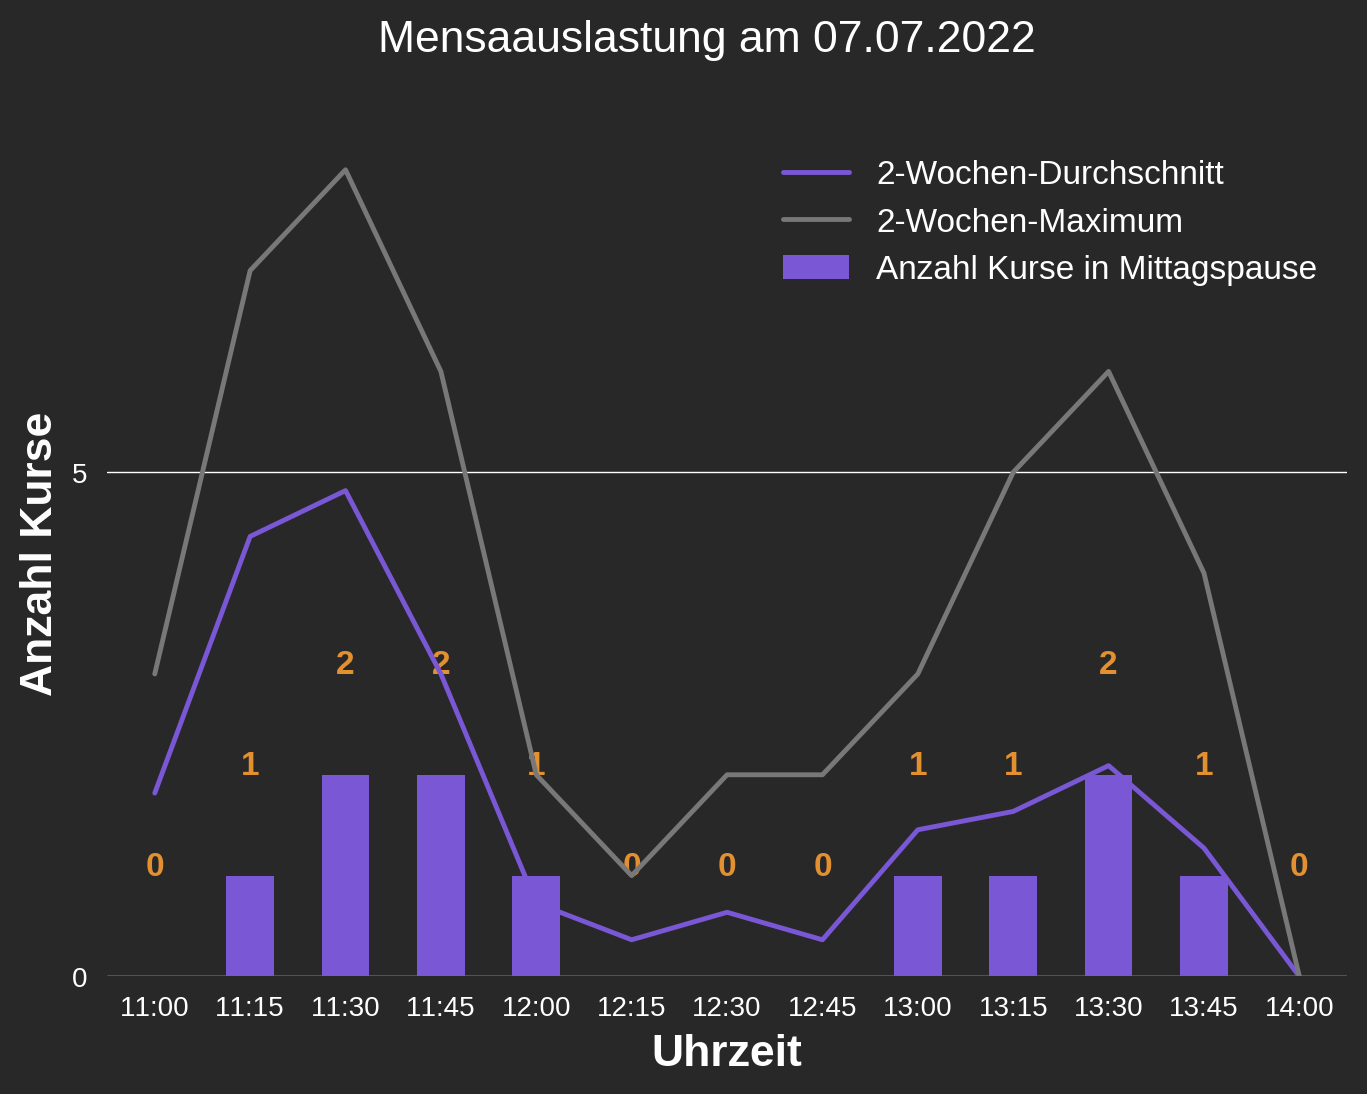 Mensaauslastung am 07.07.2022
2-Wochen-Durchschnitt
2-Wochen-Maximum
Anzahl Kurse in Mittagspause
Anzahl Kurse
5
0
0
1
2
2
1
0
0
0
1
1
2
1
0
11:00 11:15 11:30 11:45 12:00 12:15 12:30 12:45 13:00 13:15 13:30 13:45 14:00
Uhrzeit